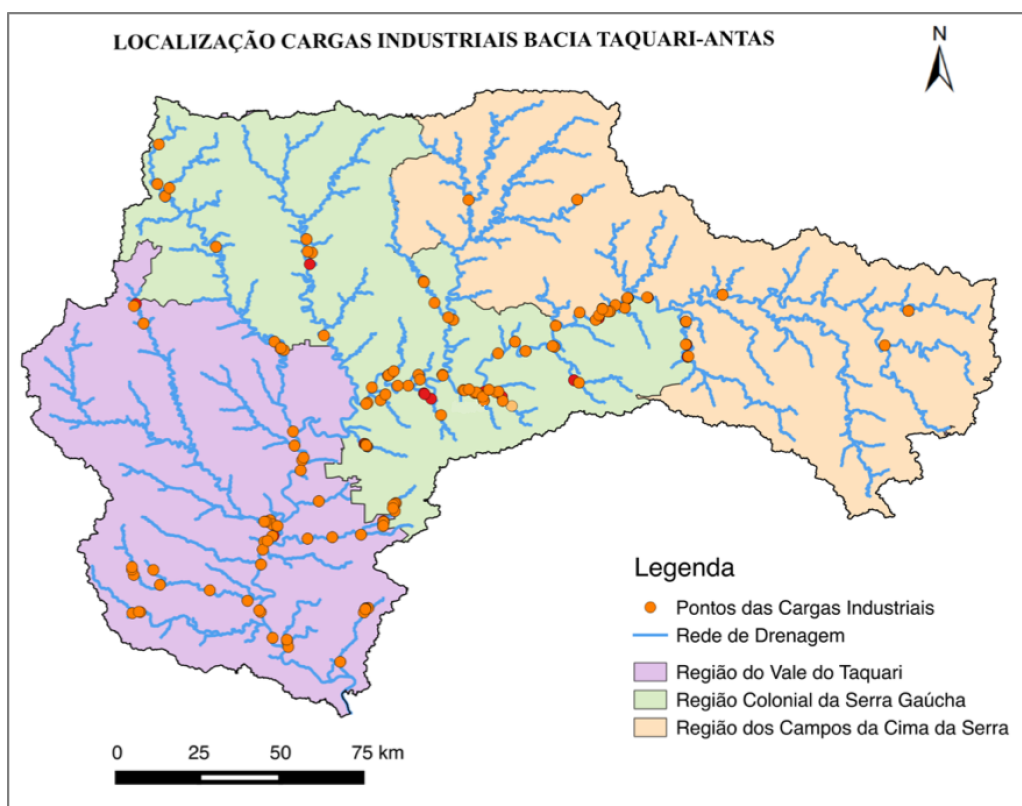 LOCALIZAÇÃO CARGAS INDUSTRIAIS BACIA TAQUARI-ANTAS
N
Legenda
Pontos das Cargas Industriais
Rede de Drenagem
Região do Vale do Taquari
Região Colonial da Serra Gaúcha
Região dos Campos da Cima da Serra
0 25 50 75 km